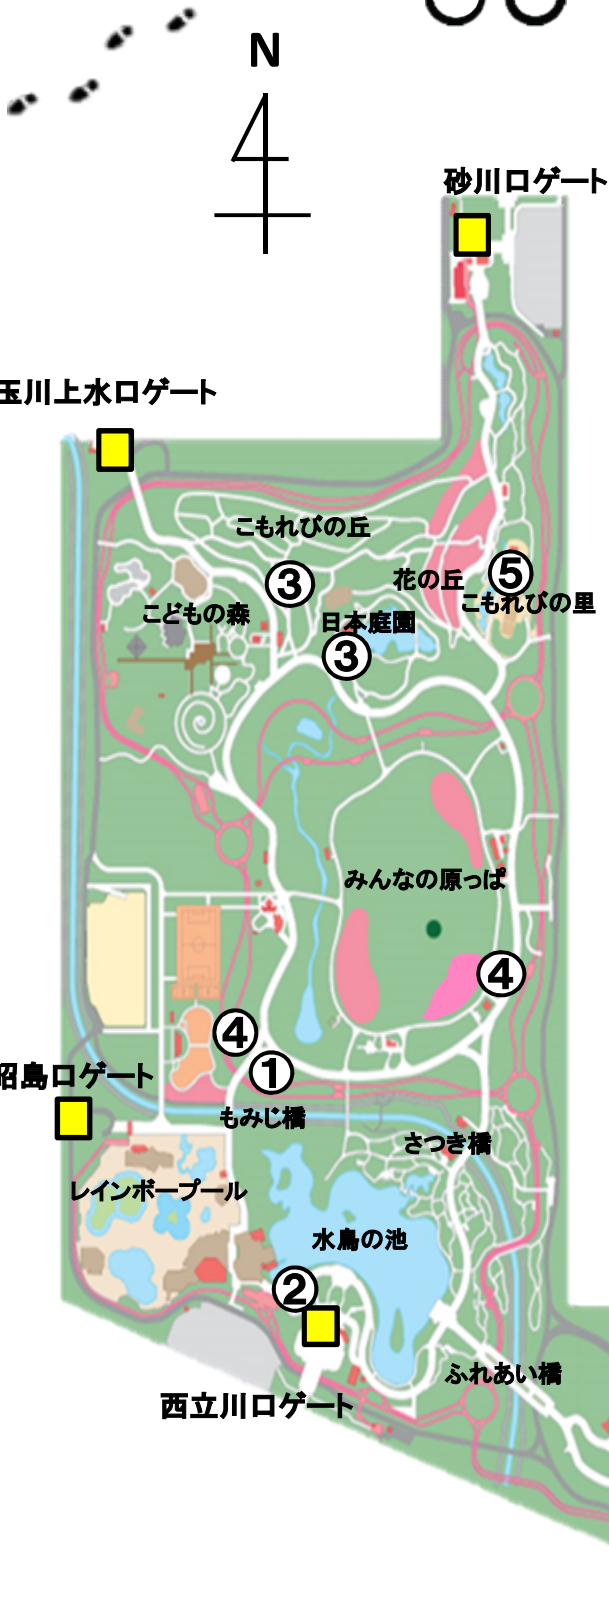 N
砂川口ゲート
玉川上水口ゲート
こもれびの丘
③
花の丘
⑤
こもれびの里
こどもの森
日本庭園
③
みんなの原っぱ
④
④
①
昭島口ゲート
もみじ橋
さつき橋
レインボープール
水鳥の池
②
ふれあい橋
西立川口ゲート